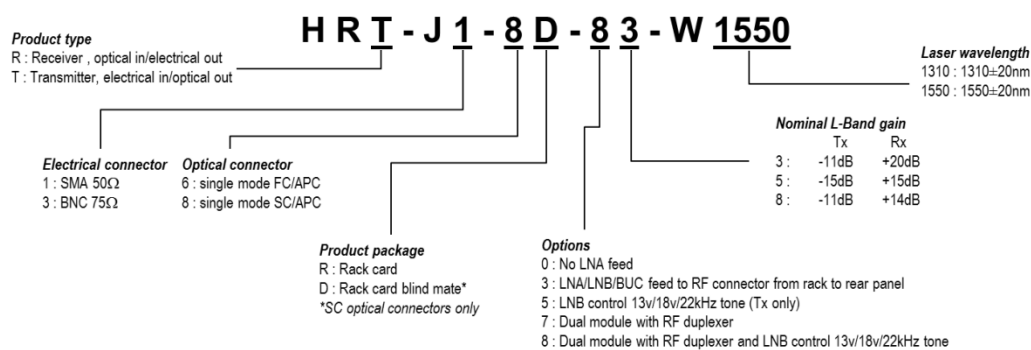 HRT-J1-8D-83-W1550
Product type
R : Receiver , optical in/electrical out
T : Transmitter, electrical in/optical out
Laser wavelength
1310 : 1310±20nm
1550 : 1550±20nm
Nominal L-Band gain
Tx Rx
3 : -11dB +20dB
5 : -15dB +15dB
8 : -11dB +14dB
Electrical connector
1 : SMA 50Ω
3 : BNC 75Ω
Optical connector
6 : single mode FC/APC
8 : single mode SC/APC
Product package
R : Rack card
D : Rack card blind mate*
*SC optical connectors only
Options
0 : No LNA feed
3 : LNA/LNB/BUC feed to RF connector from rack to rear panel
5 : LNB control 13v/18v/22kHz tone (Tx only)
7 : Dual module with RF duplexer
8 : Dual module with RF duplexer and LNB control 13v/18v/22kHz tone